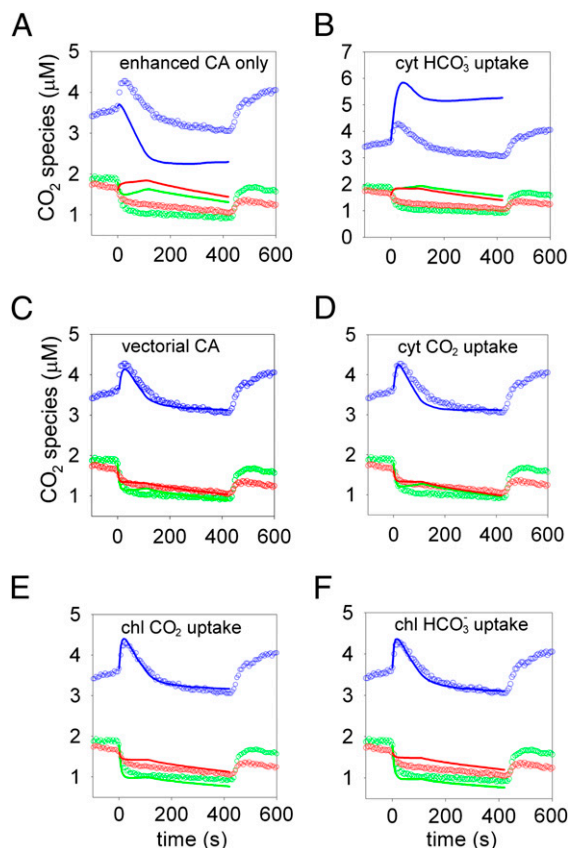 A
B
enhanced CA only
cyt HCO₃⁻ uptake
CO₂ species (μM)
5
4
3
2
1
7
6
5
4
3
2
1
0
0 200 400 600
0 200 400 600
C
D
vectorial CA
cyt CO₂ uptake
CO₂ species (μM)
5
4
3
2
1
5
4
3
2
1
0 200 400 600
0 200 400 600
E
F
chl CO₂ uptake
chl HCO₃⁻ uptake
5
4
3
2
1
5
4
3
2
1
0 200 400 600
0 200 400 600
time (s)
time (s)